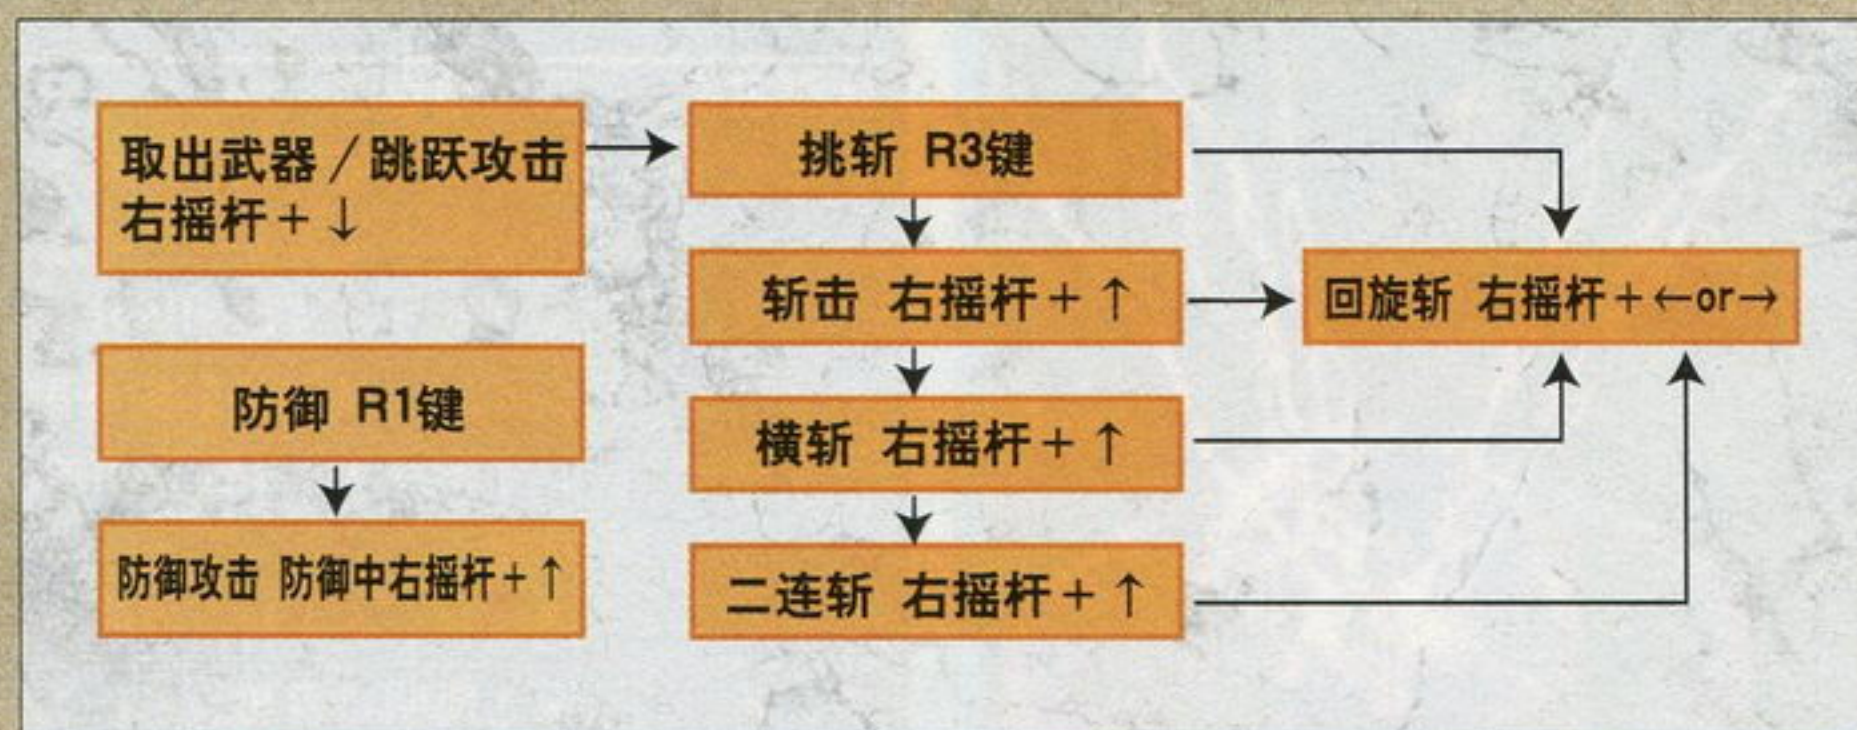 取出武器／跳跃攻击
右摇杆＋↓
挑斩 R3键
斩击 右摇杆＋↑
回旋斩 右摇杆＋←or→
防御 R1键
横斩 右摇杆＋↑
防御攻击 防御中右摇杆＋↑
二连斩 右摇杆＋↑